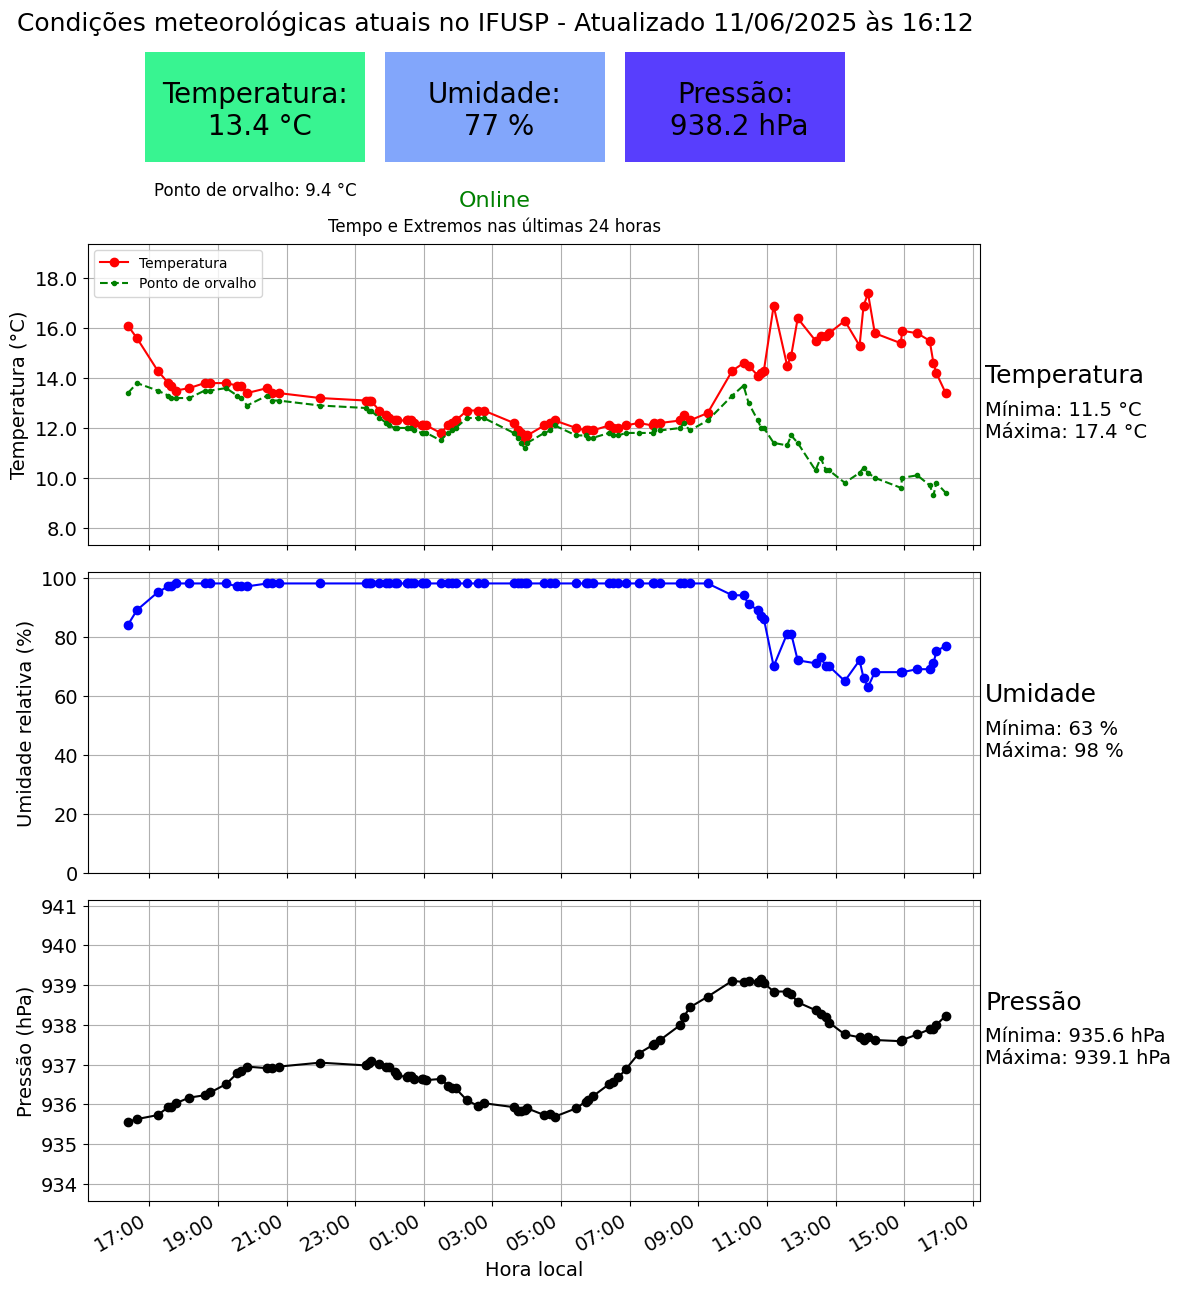 Condições meteorológicas atuais no IFUSP - Atualizado 11/06/2025 às 16:12
Temperatura:
13.4 °C
Umidade:
77 %
Pressão:
938.2 hPa
Ponto de orvalho: 9.4 °C
Online
Tempo e Extremos nas últimas 24 horas
Temperatura
Ponto de orvalho
Temperatura (°C)
18.0
16.0
14.0
12.0
10.0
8.0
Temperatura
Mínima: 11.5 °C
Máxima: 17.4 °C
Umidade relativa (%)
100
80
60
40
20
0
Umidade
Mínima: 63 %
Máxima: 98 %
Pressão (hPa)
941
940
939
938
937
936
935
934
Pressão
Mínima: 935.6 hPa
Máxima: 939.1 hPa
17:00
19:00
21:00
23:00
01:00
03:00
05:00
07:00
09:00
11:00
13:00
15:00
17:00
Hora local